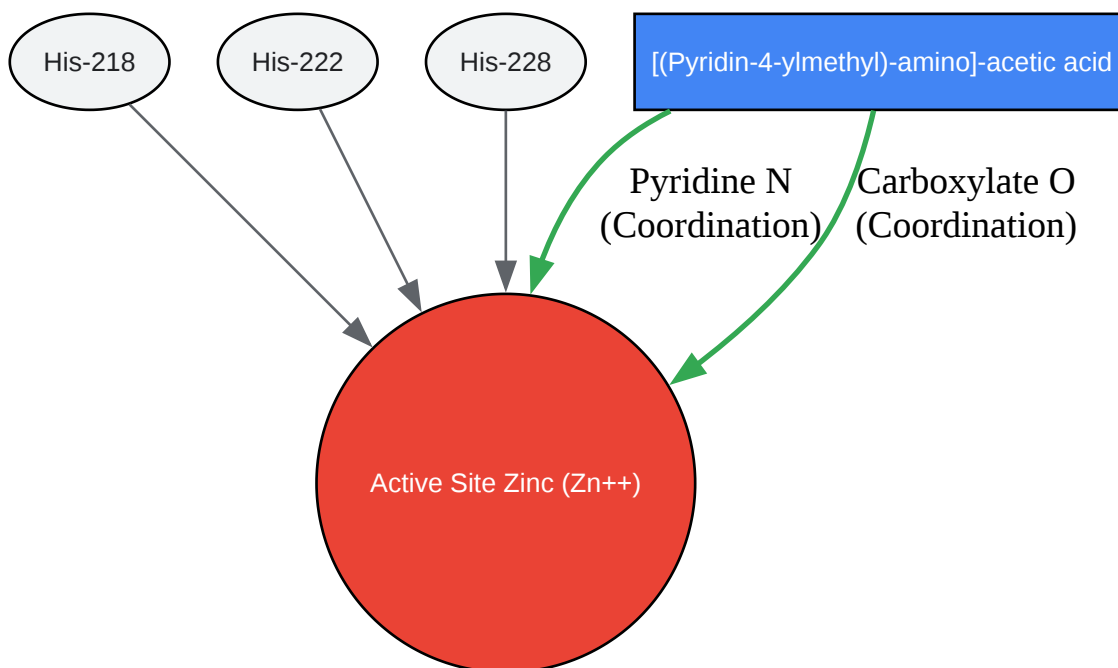 His-218
His-222
His-228
[(Pyridin-4-ylmethyl)-amino]-acetic acid
Pyridine N
(Coordination)
Carboxylate O
(Coordination)
Active Site Zinc (Zn++)